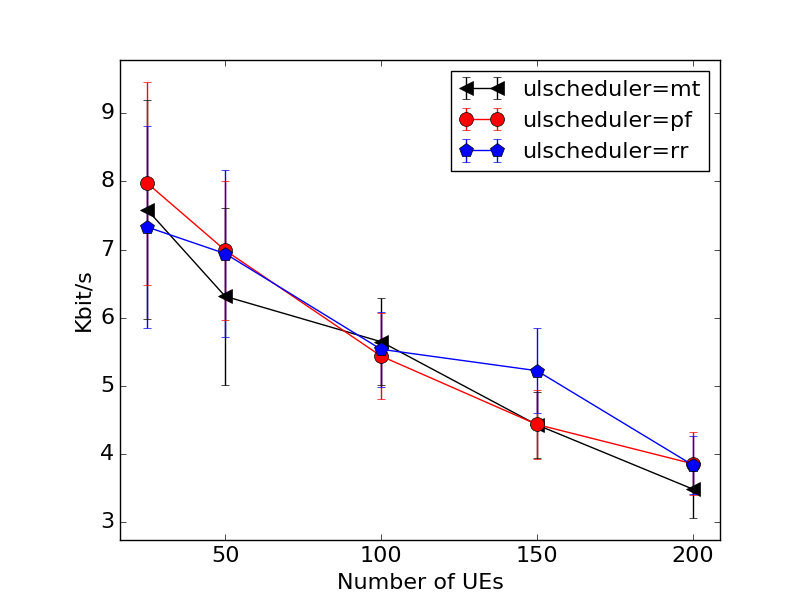 9
8
7
6
5
4
3
Kbit/s
ulscheduler=mt
ulscheduler=pf
ulscheduler=rr
50 100 150 200
Number of UEs